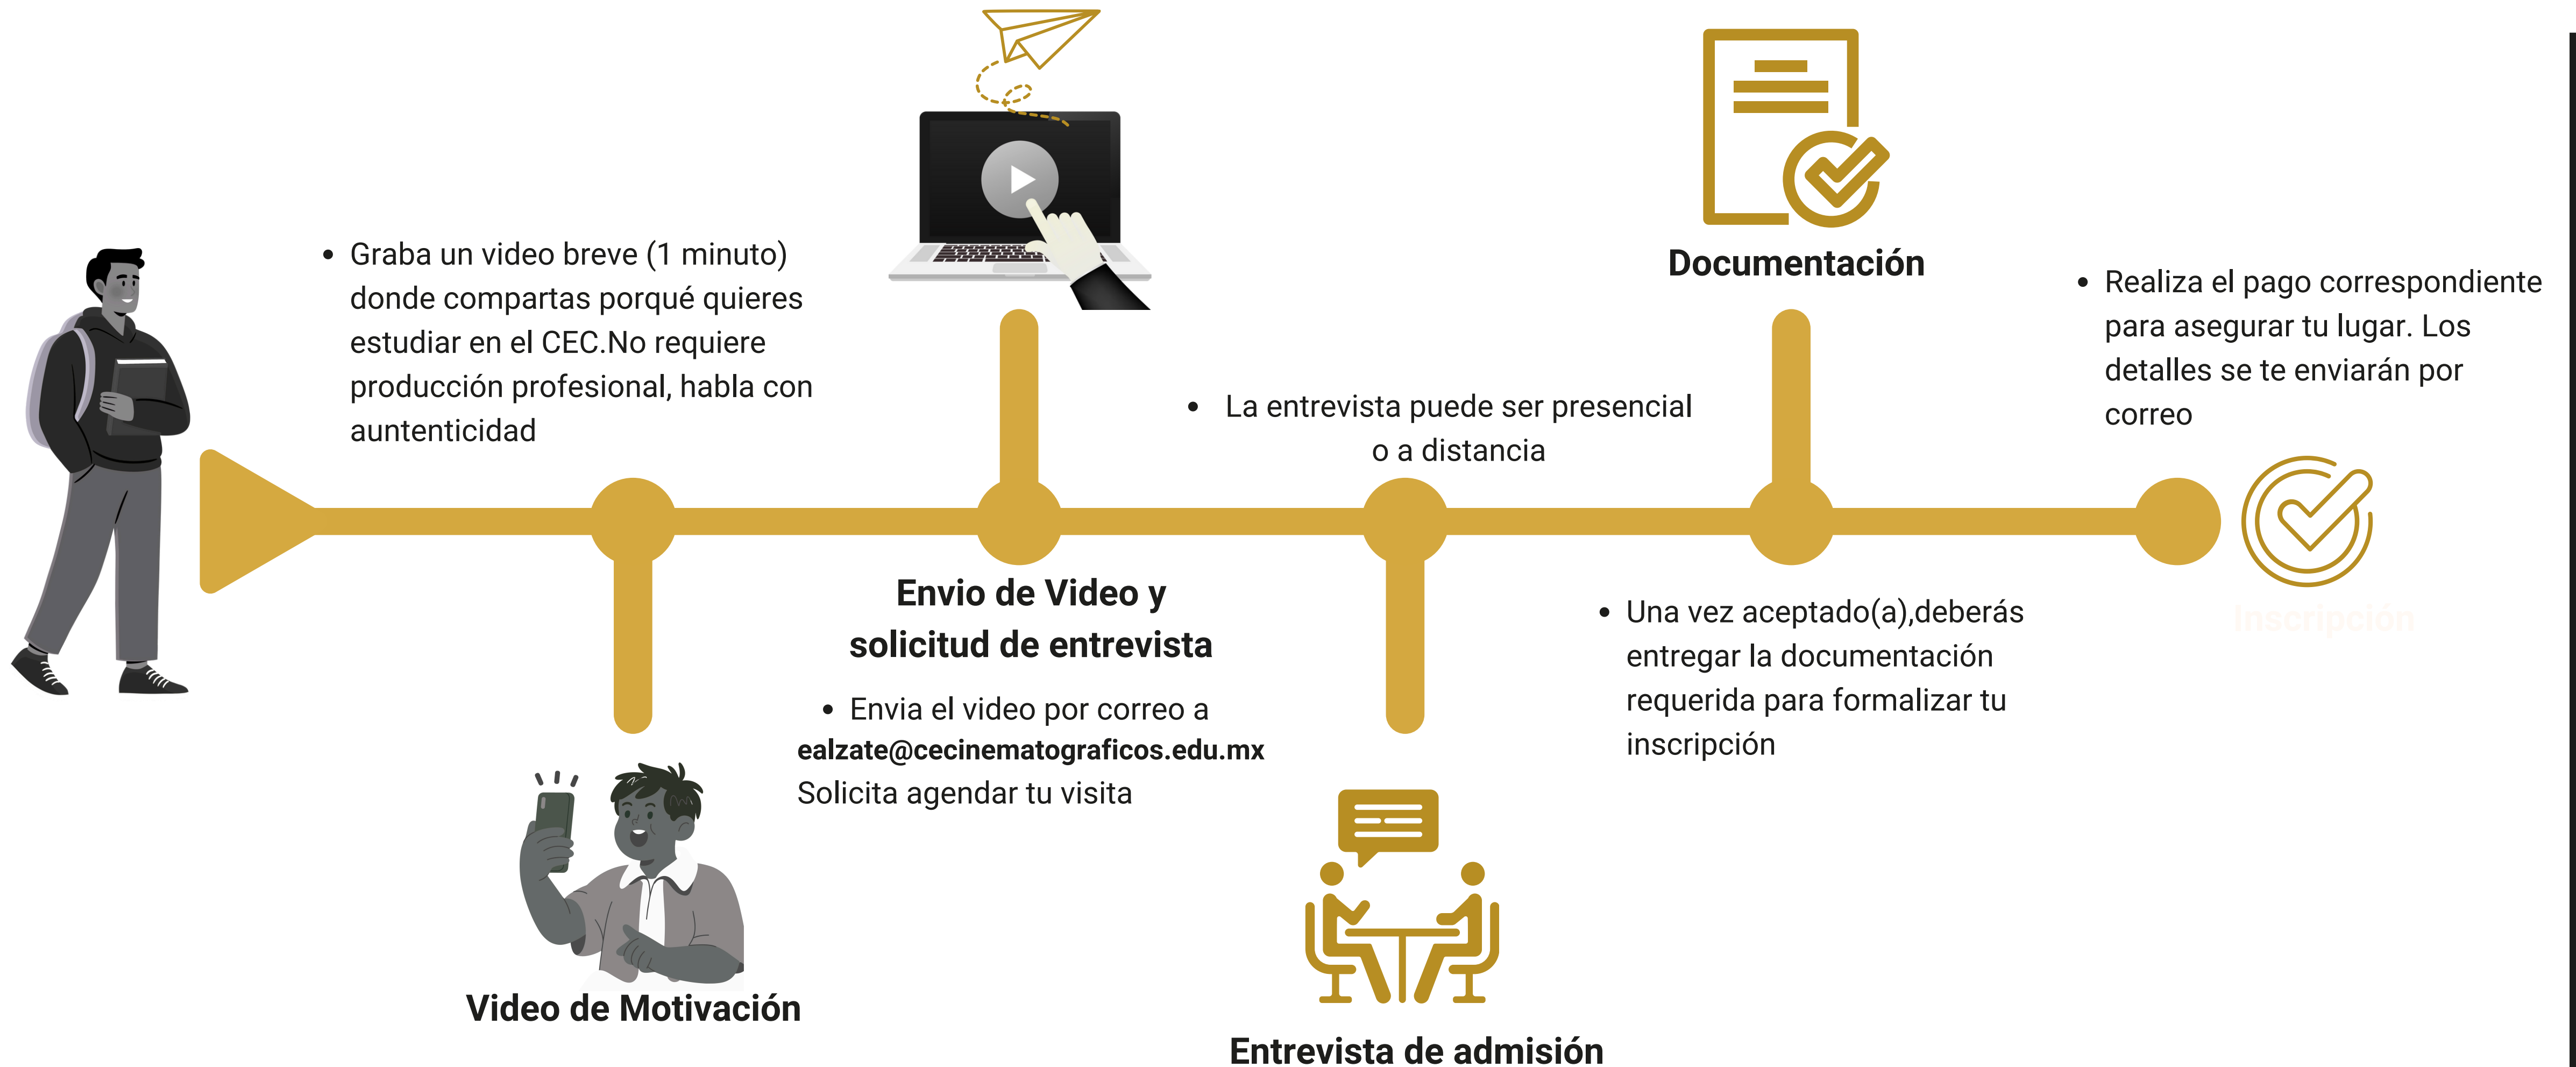 Graba un video breve (1 minuto)
donde compartas porqué quieres
estudiar en el CEC.No requiere
producción profesional, habla con
auntenticidad
Video de Motivación
Envio de Video y
solicitud de entrevista
Envia el video por correo a
ealzate@cecinematograficos.edu.mx
Solicita agendar tu visita
La entrevista puede ser presencial
o a distancia
Entrevista de admisión
Documentación
Una vez aceptado(a),deberás
entregar la documentación
requerida para formalizar tu
inscripción
Realiza el pago correspondiente
para asegurar tu lugar. Los
detalles se te enviarán por
correo
Inscripción